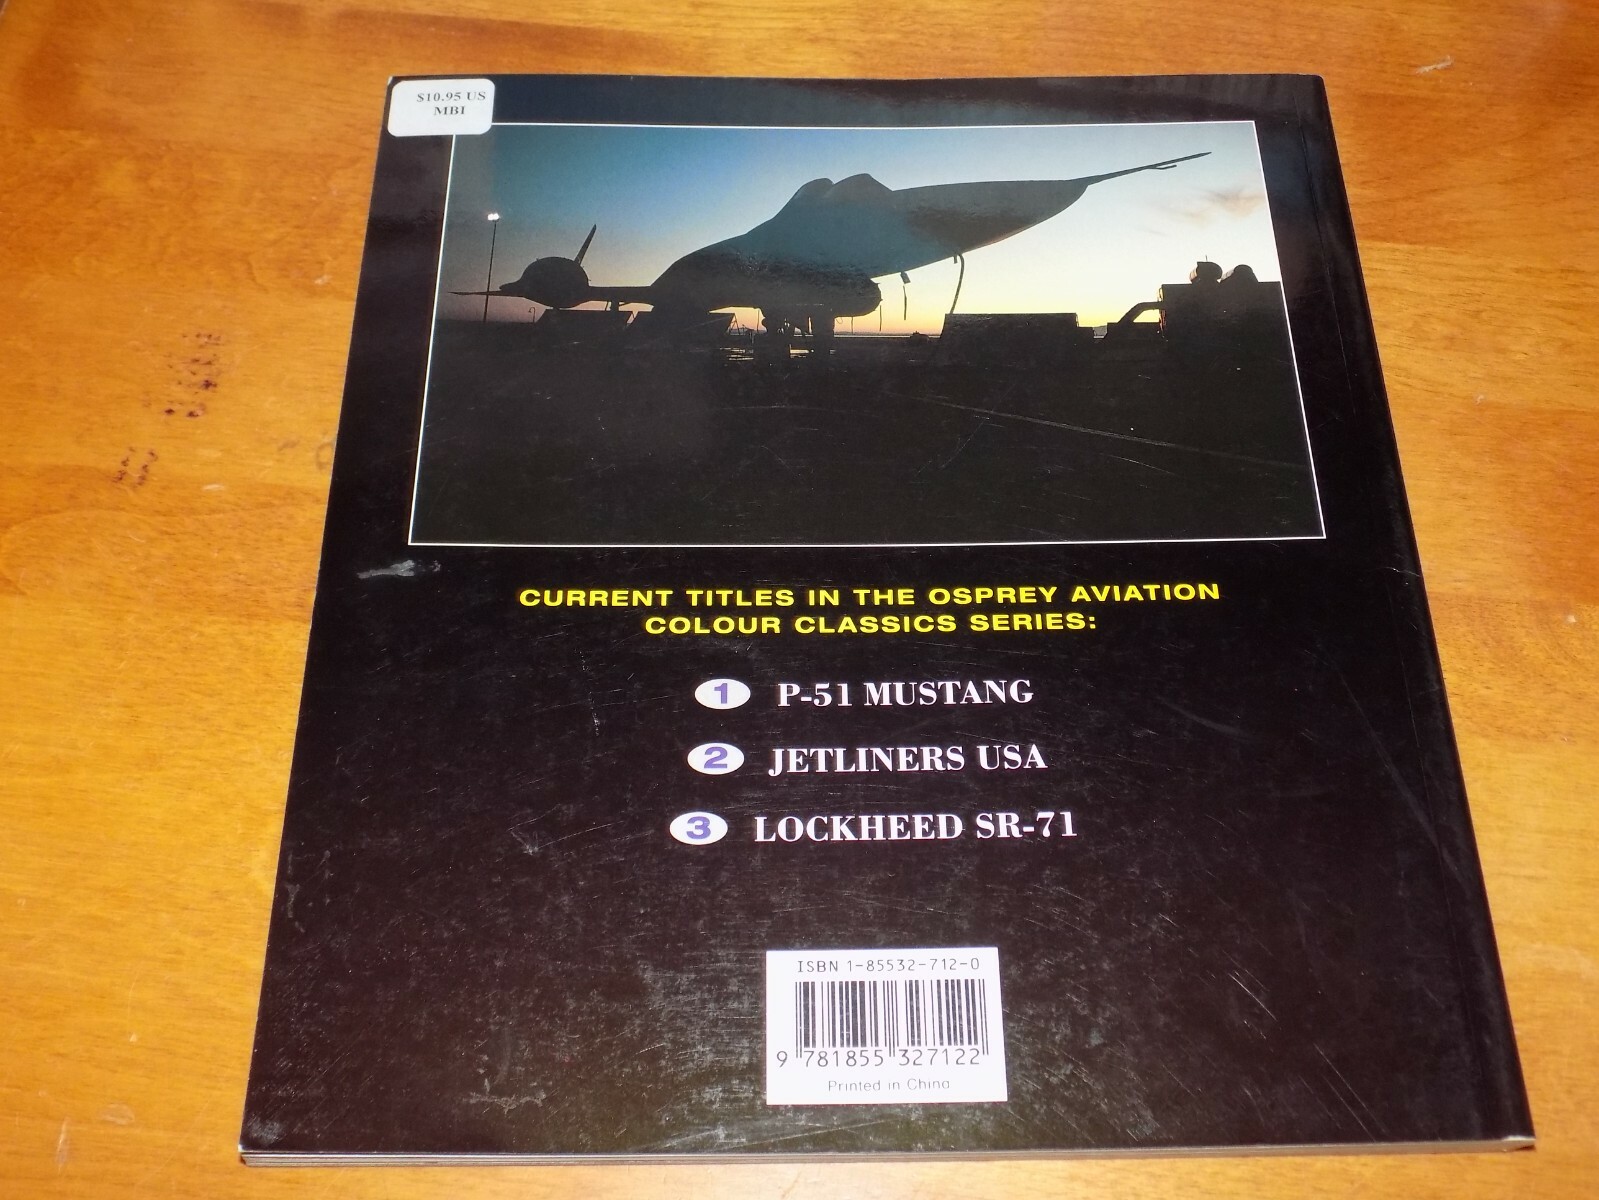 $10.95 US
MBI
CURRENT TITLES IN THE OSPREY AVIATION
COLOUR CLASSICS SERIES:
1 P-51 MUSTANG
2 JETLINERS USA
3 LOCKHEED SR-71
ISBN 1-85532-712-0
9 781855 327122
Printed in China